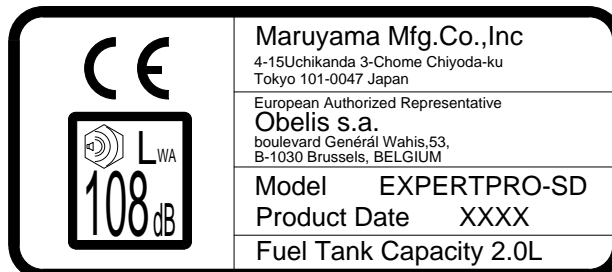 CE
LWA
108dB
Maruyama Mfg.Co.,Inc
4-15Uchikanda 3-Chome Chiyoda-ku
Tokyo 101-0047 Japan
European Authorized Representative
Obelis s.a.
boulevard Genérál Wahis,53,
B-1030 Brussels, BELGIUM
Model EXPERTPRO-SD
Product Date XXXX
Fuel Tank Capacity 2.0L